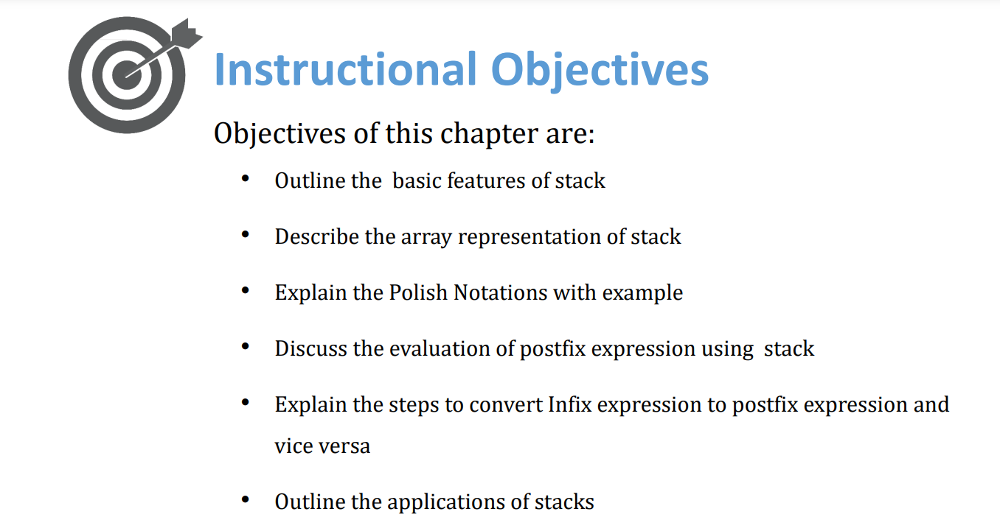 Instructional Objectives
Objectives of this chapter are:
• Outline the  basic features of stack
• Describe the array representation of stack
• Explain the Polish Notations with example
• Discuss the evaluation of postfix expression using  stack
• Explain the steps to convert Infix expression to postfix expression and
vice versa
• Outline the applications of stacks